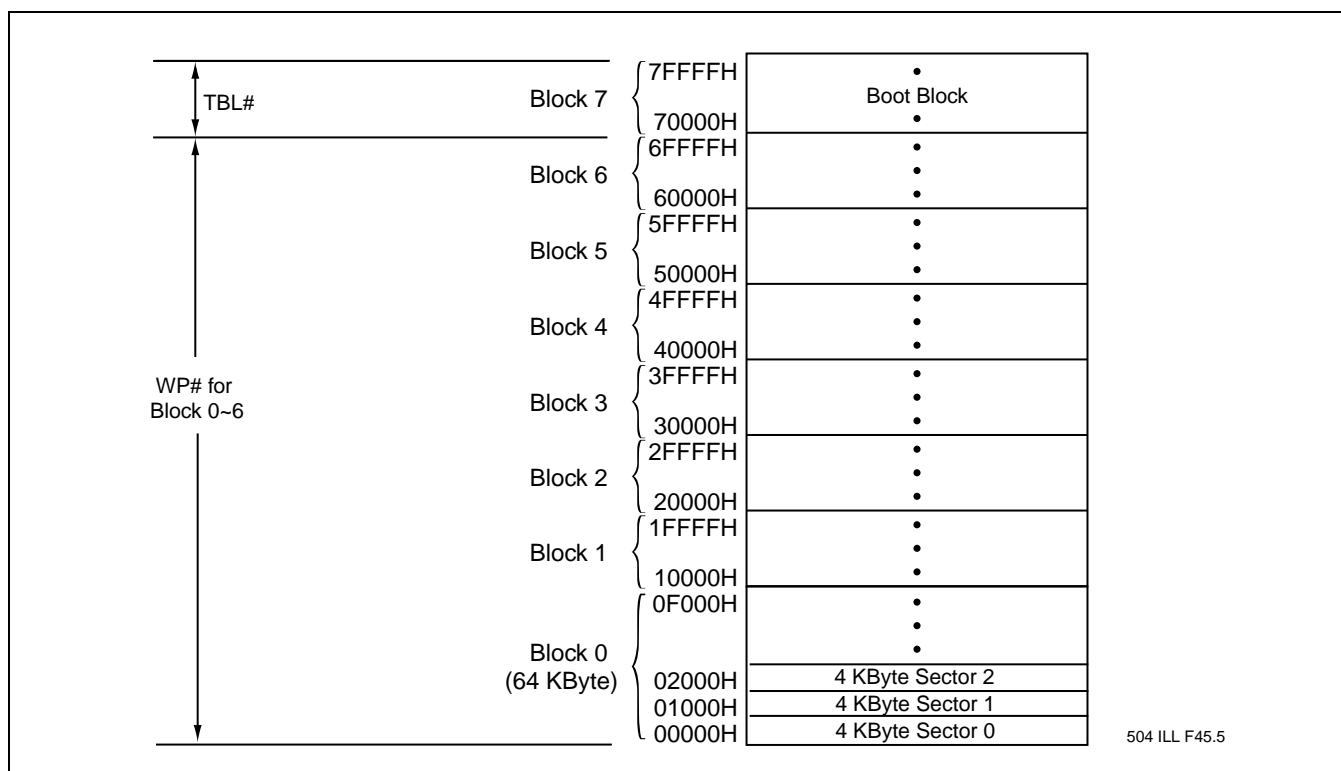 7FFFFH
TBL#
Block 7
Boot Block
70000H
6FFFFH
Block 6
60000H
5FFFFH
Block 5
50000H
4FFFFH
Block 4
40000H
3FFFFH
WP# for
Block 0~6
Block 3
30000H
2FFFFH
Block 2
20000H
1FFFFH
Block 1
10000H
0F000H
Block 0
(64 KByte)
02000H
4 KByte Sector 2
01000H
4 KByte Sector 1
00000H
4 KByte Sector 0
504 ILL F45.5